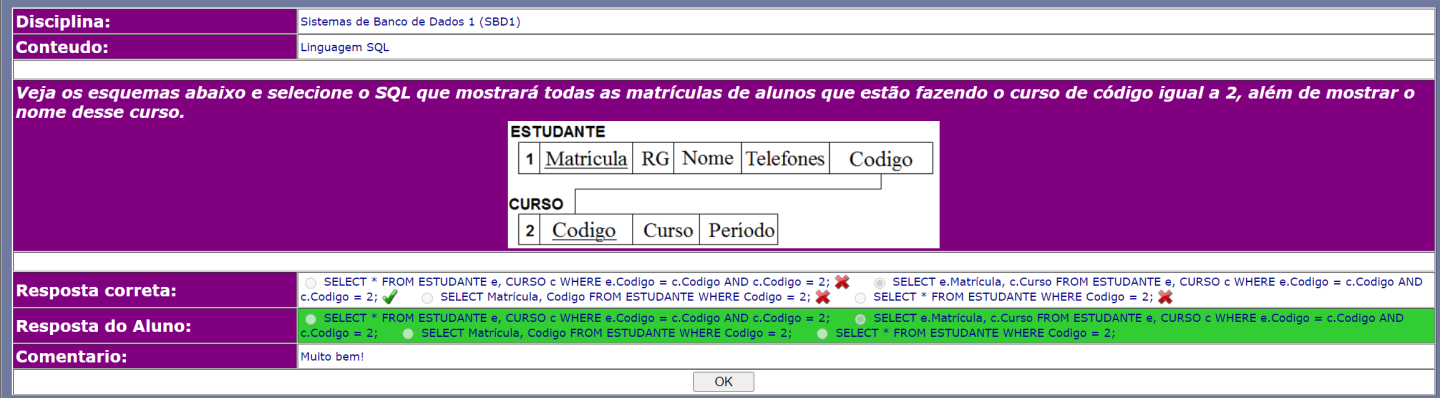 Disciplina: Sistemas de Banco de Dados 1 (SBD1)
Conteudo: Linguagem SQL
Veja os esquemas abaixo e selecione o SQL que mostrará todas as matrículas de alunos que estão fazendo o curso de código igual a 2, além de mostrar o
nome desse curso.
ESTUDANTE
1 Matrícula RG Nome Telefones Codigo
CURSO
2 Codigo Curso Período
Resposta correta: SELECT * FROM ESTUDANTE e, CURSO c WHERE e.Codigo = c.Codigo AND c.Codigo = 2; SELECT e.Matrícula, c.Curso FROM ESTUDANTE e, CURSO c WHERE e.Codigo = c.Codigo AND
c.Codigo = 2; SELECT Matrícula, Codigo FROM ESTUDANTE WHERE Codigo = 2; SELECT * FROM ESTUDANTE WHERE Codigo = 2;
Resposta do Aluno: SELECT * FROM ESTUDANTE e, CURSO c WHERE e.Codigo = c.Codigo AND c.Codigo = 2; SELECT e.Matrícula, c.Curso FROM ESTUDANTE e, CURSO c WHERE e.Codigo = c.Codigo AND
c.Codigo = 2; SELECT Matrícula, Codigo FROM ESTUDANTE WHERE Codigo = 2; SELECT * FROM ESTUDANTE WHERE Codigo = 2;
Comentario: Muito bem!
OK